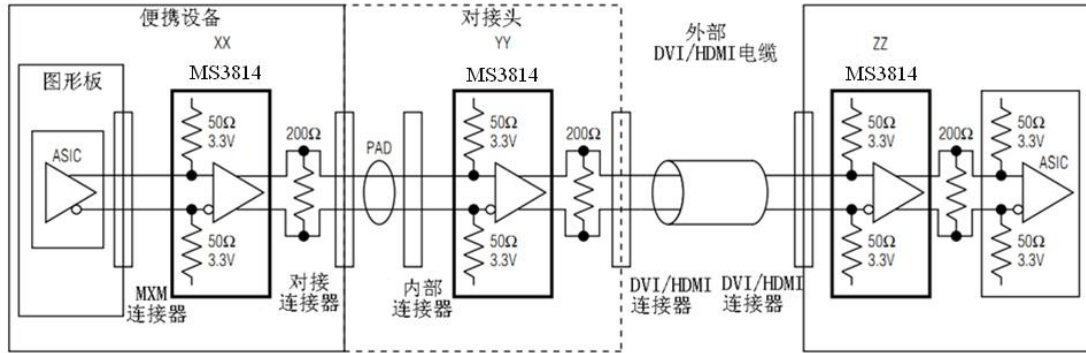 便携设备
XX
图形板
MS3814
50Ω
3.3V
ASIC
50Ω
3.3V
200Ω
MXM
连接器
对接
连接器
对接头
YY
PAD
MS3814
50Ω
3.3V
200Ω
50Ω
3.3V
内部
连接器
外部
DVI/HDMI电缆
DVI/HDMI
连接器
DVI/HDMI
连接器
ZZ
MS3814
50Ω
3.3V
200Ω
50Ω
3.3V
ASIC
50Ω
3.3V
50Ω
3.3V